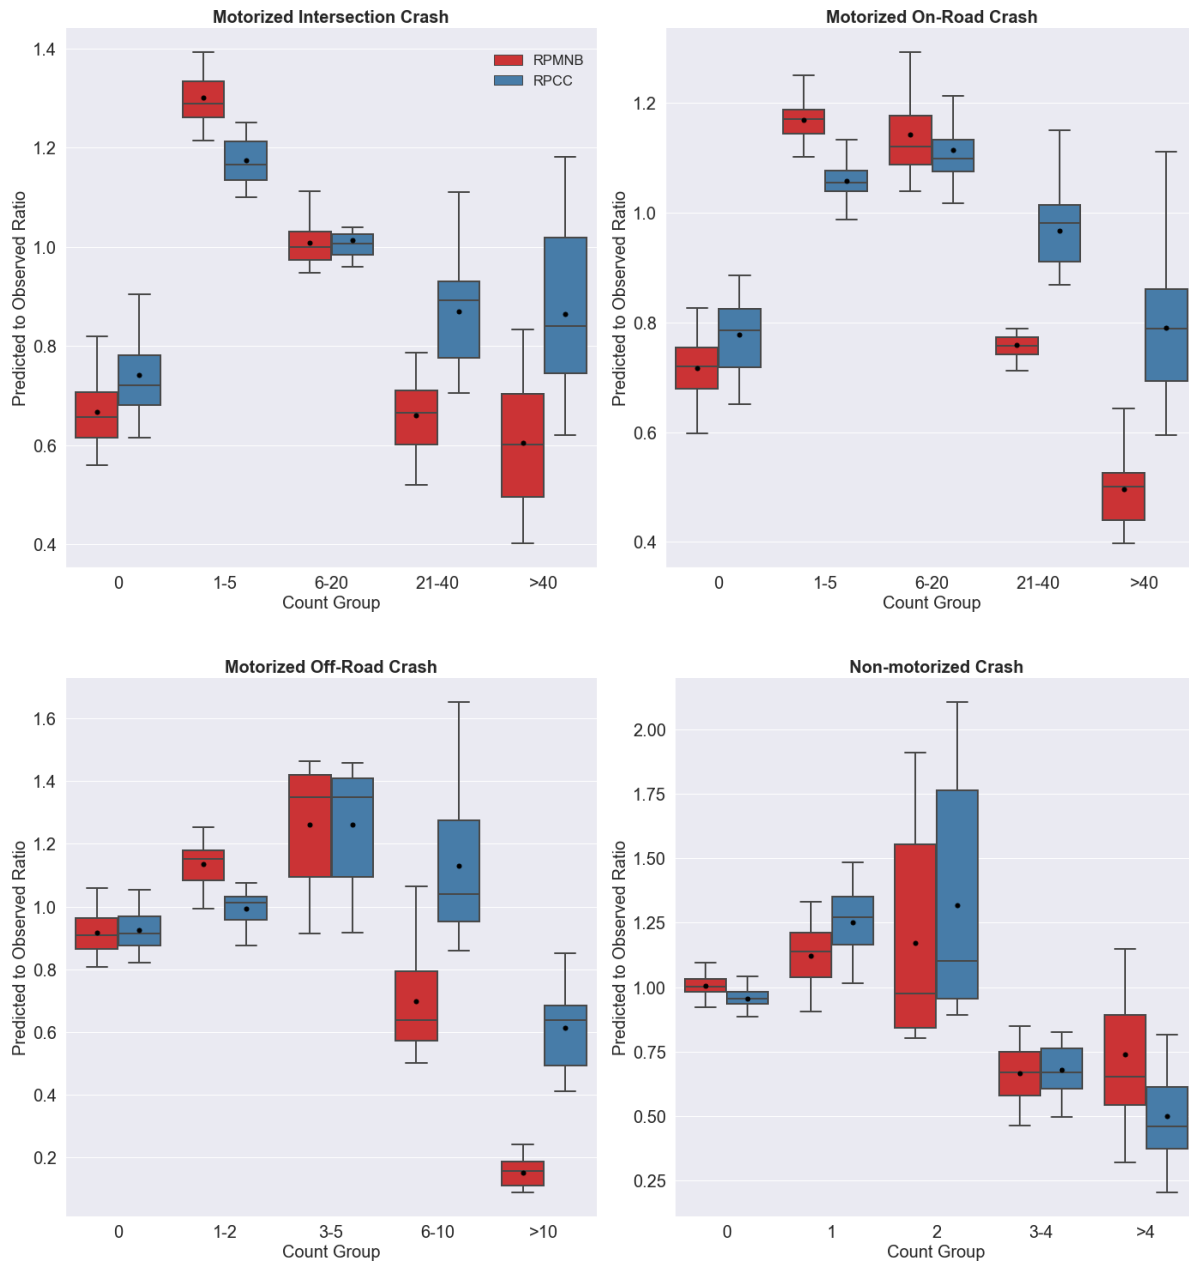 Motorized Intersection Crash
RPMNB
RPCC
Predicted to Observed Ratio
1.4
1.2
1.0
0.8
0.6
0.4
0 1-5 6-20 21-40 >40
Count Group
Motorized On-Road Crash
Predicted to Observed Ratio
1.2
1.0
0.8
0.6
0.4
0 1-5 6-20 21-40 >40
Count Group
Motorized Off-Road Crash
Predicted to Observed Ratio
1.6
1.4
1.2
1.0
0.8
0.6
0.4
0.2
0 1-2 3-5 6-10 >10
Count Group
Non-motorized Crash
Predicted to Observed Ratio
2.00
1.75
1.50
1.25
1.00
0.75
0.50
0.25
0 1 2 3-4 >4
Count Group